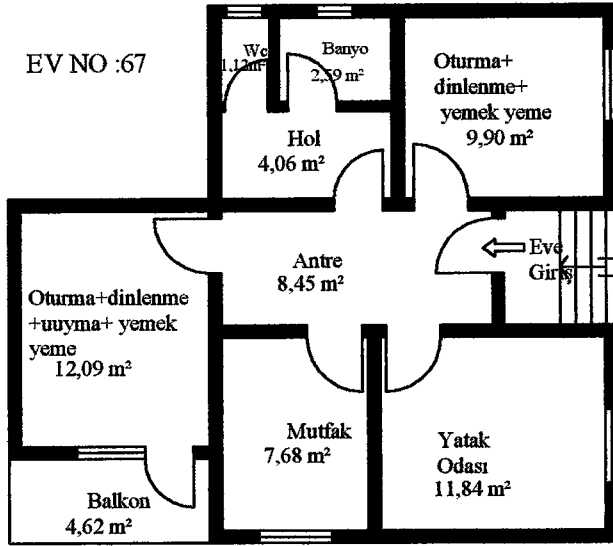 EV NO :67
Wc
1,12m²
Banyo
2,59 m²
Oturma+
dinlenme+
yemek yeme
9,90 m²
Hol
4,06 m²
Eve
Giriş
Antre
8,45 m²
Oturma+dinlenme
+uuyma+ yemek
yeme
12,09 m²
Mutfak
7,68 m²
Yatak
Odası
11,84 m²
Balkon
4,62 m²